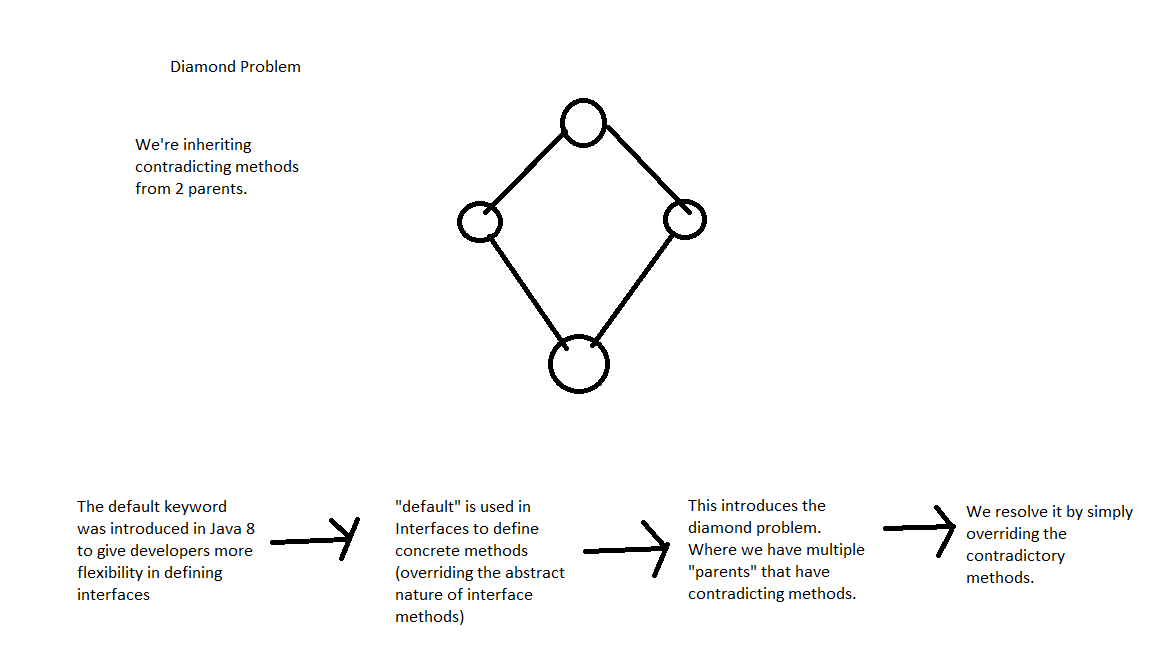 Diamond Problem
We're inheriting
contradicting methods
from 2 parents.
The default keyword
was introduced in Java 8
to give developers more
flexibility in defining
interfaces
"default" is used in
Interfaces to define
concrete methods
(overriding the abstract
nature of interface
methods)
This introduces the
diamond problem.
Where we have multiple
"parents" that have
contradicting methods.
We resolve it by simply
overriding the
contradictory
methods.